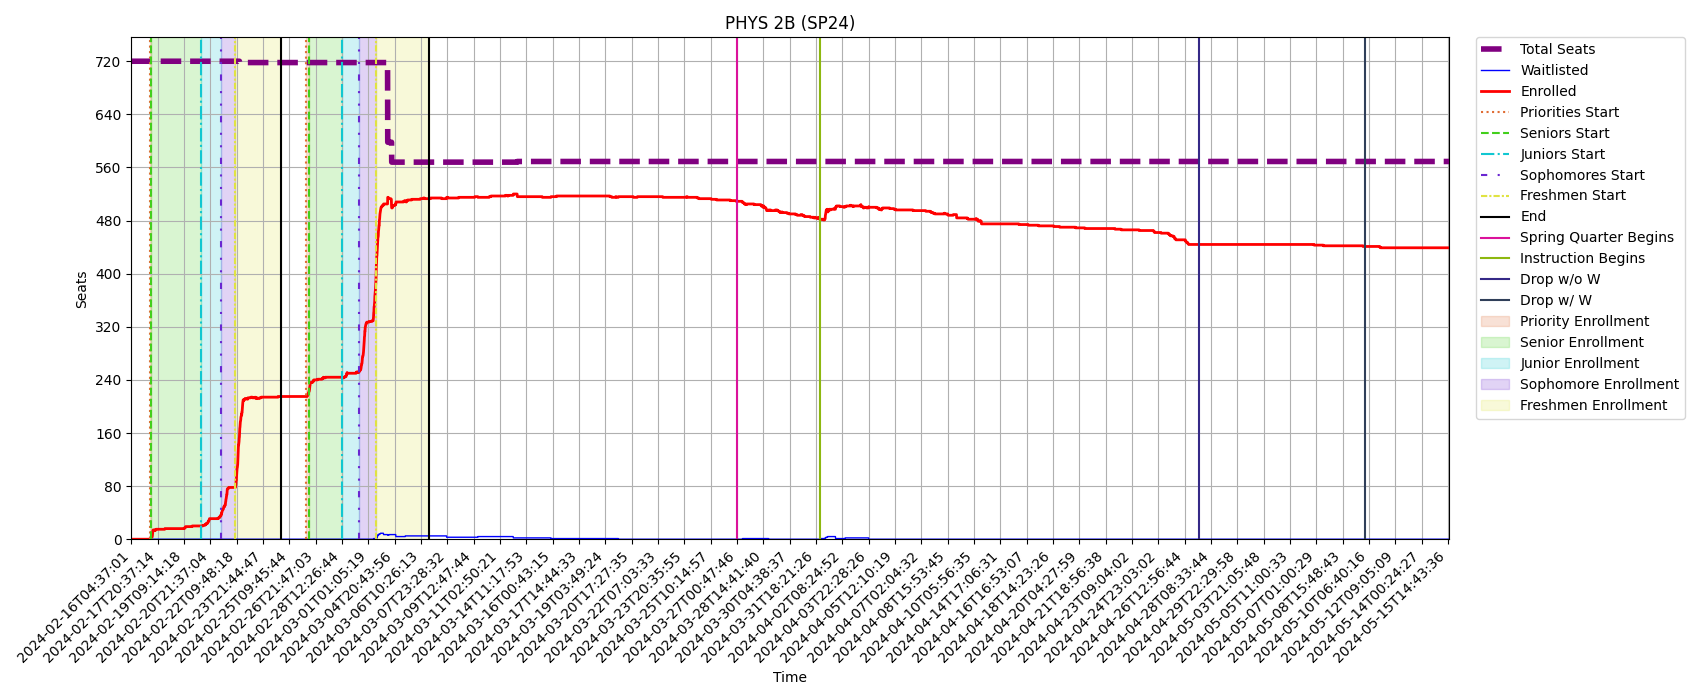 PHYS 2B (SP24)
Seats
720
640
560
480
400
320
240
160
80
0
2024-02-16T04:37:01
2024-02-17T20:37:14
2024-02-19T09:14:18
2024-02-20T21:37:04
2024-02-22T09:48:18
2024-02-23T21:44:47
2024-02-25T09:45:44
2024-02-26T21:47:03
2024-02-28T12:26:44
2024-03-01T01:05:19
2024-03-04T20:43:56
2024-03-06T10:26:13
2024-03-07T23:28:32
2024-03-09T12:47:44
2024-03-11T12:50:21
2024-03-14T11:17:53
2024-03-16T00:43:15
2024-03-17T14:44:33
2024-03-19T03:49:24
2024-03-20T17:27:35
2024-03-22T07:03:33
2024-03-23T20:35:55
2024-03-25T10:14:57
2024-03-27T00:47:46
2024-03-28T14:41:40
2024-03-30T04:38:37
2024-03-31T18:21:26
2024-04-02T08:24:52
2024-04-03T22:28:26
2024-04-05T12:10:19
2024-04-07T02:04:32
2024-04-08T15:53:45
2024-04-10T05:56:35
2024-04-14T17:06:31
2024-04-16T16:53:07
2024-04-18T14:23:26
2024-04-20T04:27:59
2024-04-21T18:56:38
2024-04-23T09:04:02
2024-04-24T23:03:02
2024-04-26T12:56:44
2024-04-28T08:33:44
2024-04-29T22:29:58
2024-05-03T21:05:48
2024-05-05T11:00:33
2024-05-07T01:00:29
2024-05-08T15:48:43
2024-05-10T06:40:16
2024-05-12T09:05:09
2024-05-14T00:24:27
2024-05-15T14:43:36
Time
Total Seats
Waitlisted
Enrolled
Priorities Start
Seniors Start
Juniors Start
Sophomores Start
Freshmen Start
End
Spring Quarter Begins
Instruction Begins
Drop w/o W
Drop w/ W
Priority Enrollment
Senior Enrollment
Junior Enrollment
Sophomore Enrollment
Freshmen Enrollment